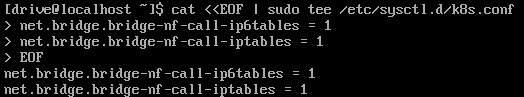 [drive@localhost ~]$ cat <<EOF | sudo tee /etc/sysctl.d/k8s.conf
> net.bridge.bridge-nf-call-ip6tables = 1
> net.bridge.bridge-nf-call-iptables = 1
> EOF
net.bridge.bridge-nf-call-ip6tables = 1
net.bridge.bridge-nf-call-iptables = 1